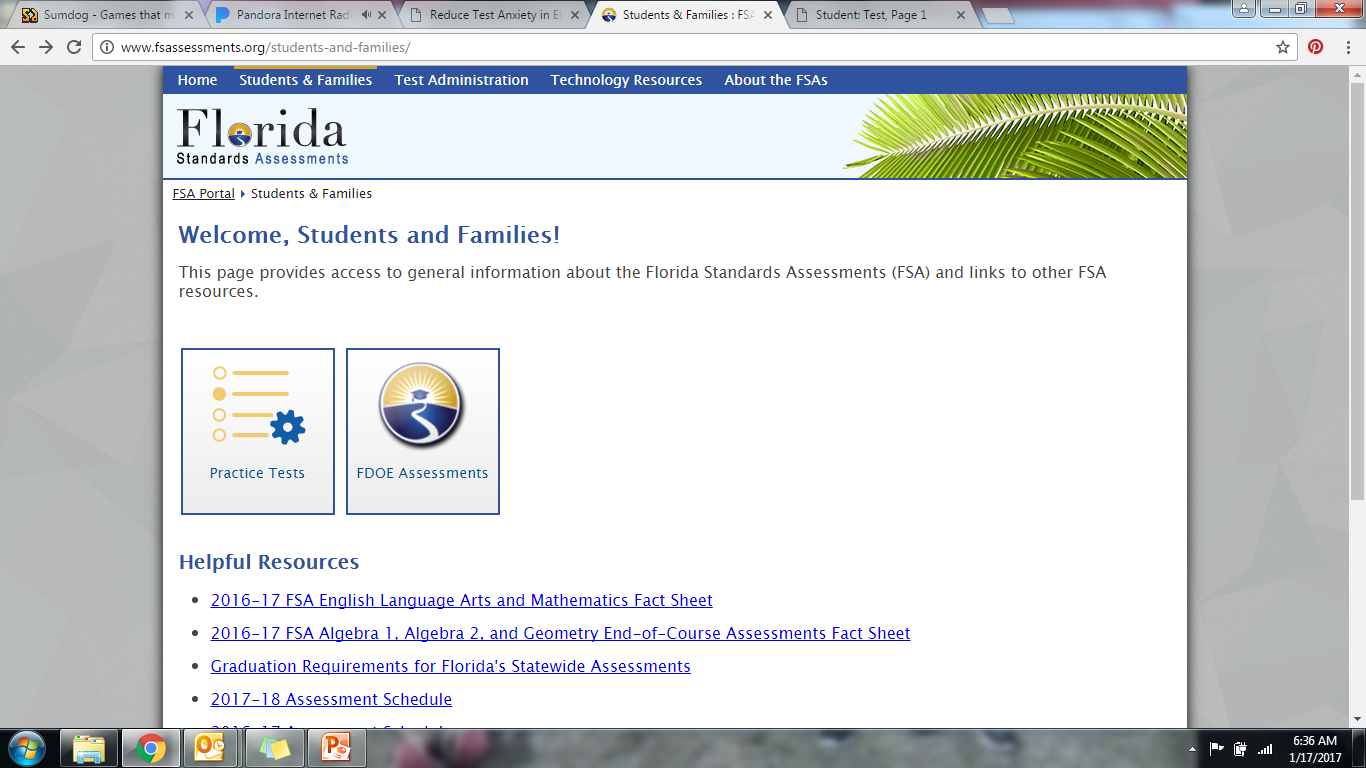 Sumdog - Games that m
Pandora Internet Radi
Reduce Test Anxiety in El
Students & Families : FSA
Student: Test, Page 1
www.fsassessments.org/students-and-families/
Home Students & Families Test Administration Technology Resources About the FSAs
Florida
Standards Assessments
FSA Portal Students & Families
Welcome, Students and Families!
This page provides access to general information about the Florida Standards Assessments (FSA) and links to other FSA
resources.
Practice Tests
FDOE Assessments
Helpful Resources
2016-17 FSA English Language Arts and Mathematics Fact Sheet
2016-17 FSA Algebra 1, Algebra 2, and Geometry End-of-Course Assessments Fact Sheet
Graduation Requirements for Florida's Statewide Assessments
2017-18 Assessment Schedule
6:36 AM
1/17/2017